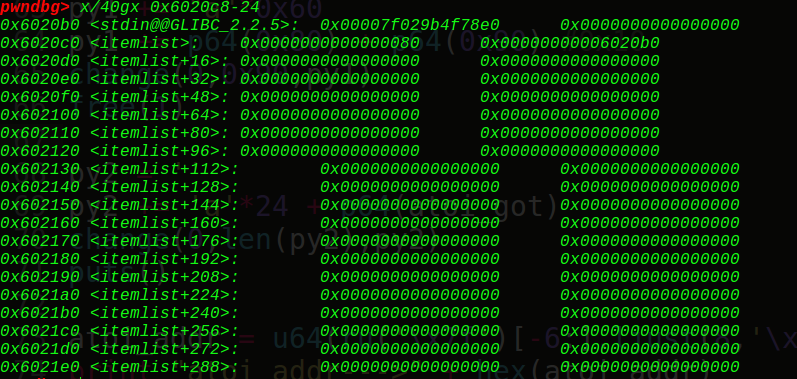 pwndbg> x/40gx 0x6020c8-24
0x6020b0 <stdin@@GLIBC_2.2.5>: 0x00007f029b4f78e0 0x0000000000000000
0x6020c0 <itemlist>: 0x0000000000000080 0x00000000006020b0
0x6020d0 <itemlist+16>: 0x0000000000000000 0x0000000000000000
0x6020e0 <itemlist+32>: 0x0000000000000000 0x0000000000000000
0x6020f0 <itemlist+48>: 0x0000000000000000 0x0000000000000000
0x602100 <itemlist+64>: 0x0000000000000000 0x0000000000000000
0x602110 <itemlist+80>: 0x0000000000000000 0x0000000000000000
0x602120 <itemlist+96>: 0x0000000000000000 0x0000000000000000
0x602130 <itemlist+112>: 0x0000000000000000 0x0000000000000000
0x602140 <itemlist+128>: 0x0000000000000000 0x0000000000000000
0x602150 <itemlist+144>: 0x0000000000000000 0x0000000000000000
0x602160 <itemlist+160>: 0x0000000000000000 0x0000000000000000
0x602170 <itemlist+176>: 0x0000000000000000 0x0000000000000000
0x602180 <itemlist+192>: 0x0000000000000000 0x0000000000000000
0x602190 <itemlist+208>: 0x0000000000000000 0x0000000000000000
0x6021a0 <itemlist+224>: 0x0000000000000000 0x0000000000000000
0x6021b0 <itemlist+240>: 0x0000000000000000 0x0000000000000000
0x6021c0 <itemlist+256>: 0x0000000000000000 0x0000000000000000
0x6021d0 <itemlist+272>: 0x0000000000000000 0x0000000000000000
0x6021e0 <itemlist+288>: 0x0000000000000000 0x0000000000000000